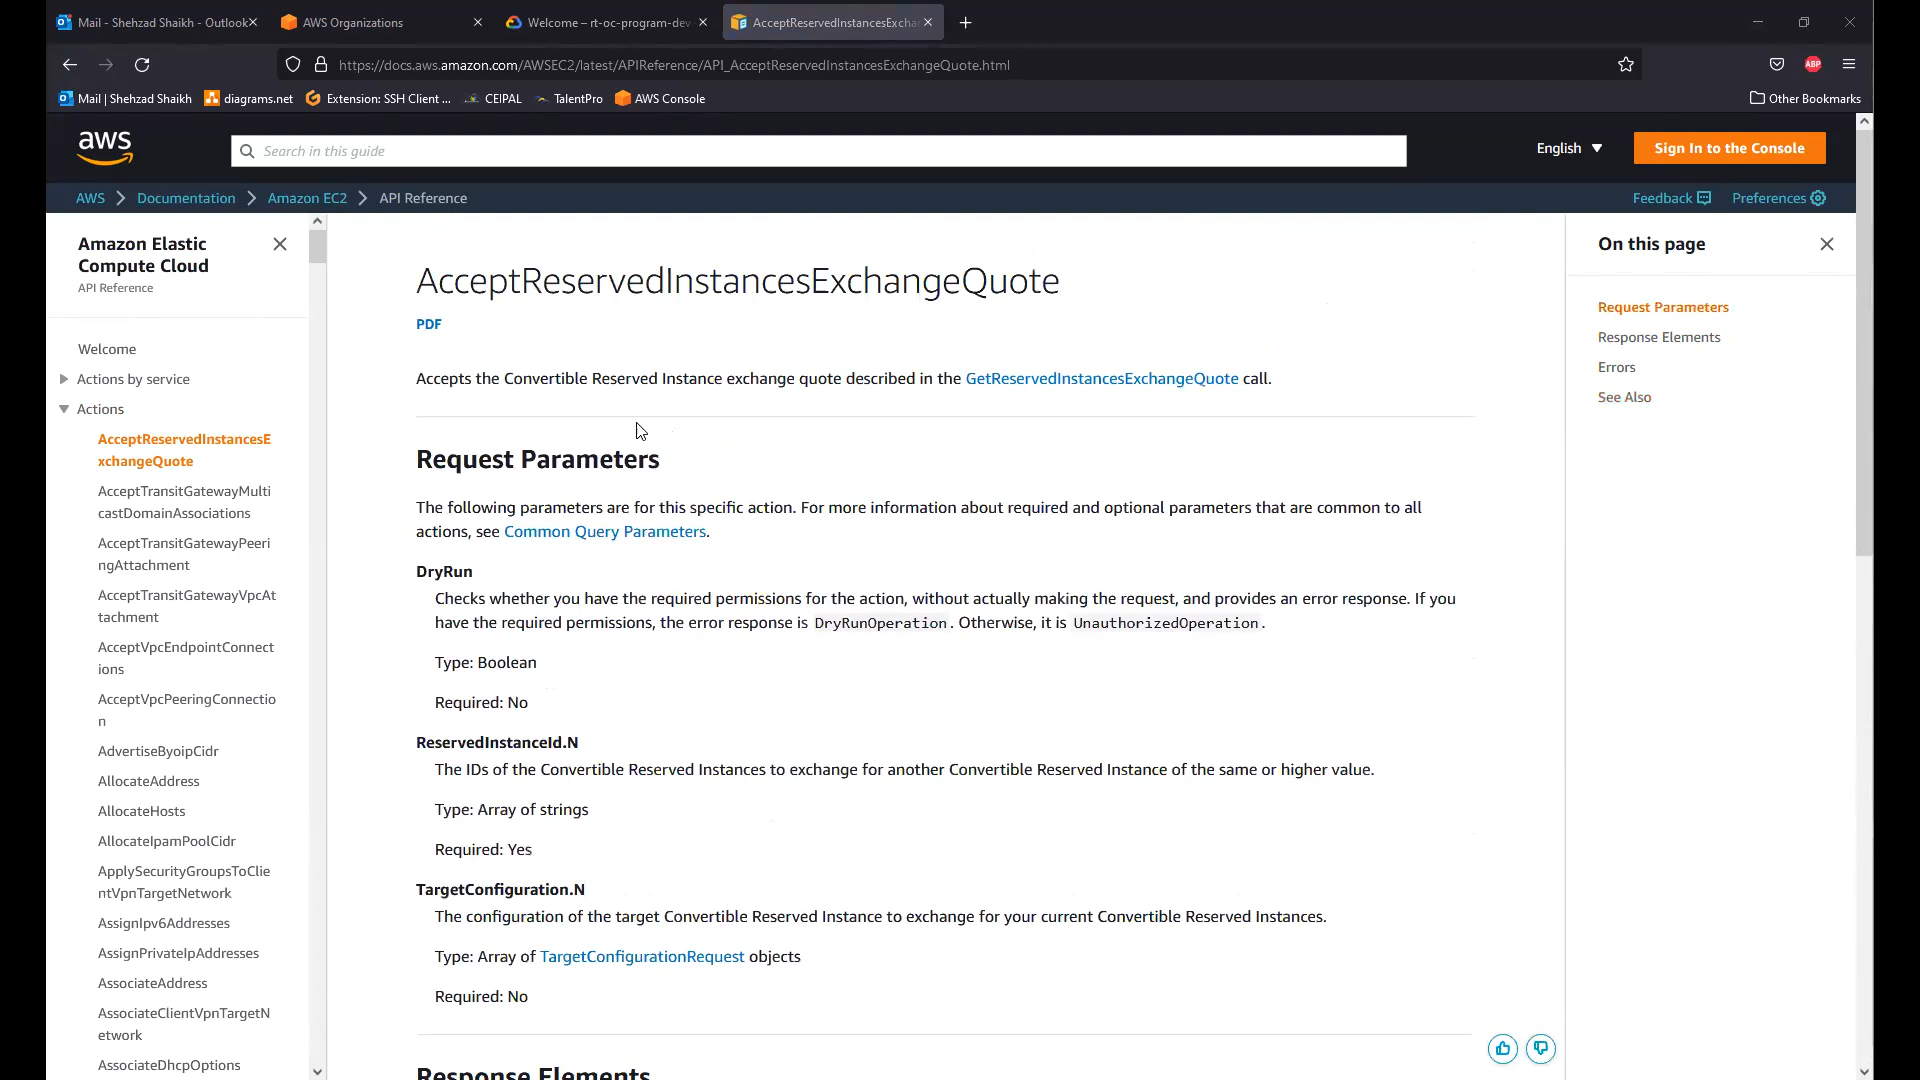 Mail - Shehzad Shaikh - Outlook
AWS Organizations
Welcome – rt-oc-program-dev
AcceptReservedInstancesExcha
https://docs.aws.amazon.com/AWSEC2/latest/APIReference/API_AcceptReservedInstancesExchangeQuote.html
ABP
Mail | Shehzad Shaikh
diagrams.net
Extension: SSH Client ...
CEIPAL
TalentPro
AWS Console
Other Bookmarks
aws
Search in this guide
English
Sign In to the Console
AWS
Documentation
Amazon EC2
API Reference
Feedback
Preferences
Amazon Elastic
Compute Cloud
API Reference
Welcome
Actions by service
Actions
AcceptReservedInstancesE
xchangeQuote
AcceptTransitGatewayMulti
castDomainAssociations
AcceptTransitGatewayPeeri
ngAttachment
AcceptTransitGatewayVpcAt
tachment
AcceptVpcEndpointConnect
ions
AcceptVpcPeeringConnectio
n
AdvertiseByoipCidr
AllocateAddress
AllocateHosts
AllocateIpamPoolCidr
ApplySecurityGroupsToClie
ntVpnTargetNetwork
AssignIpv6Addresses
AssignPrivateIpAddresses
AssociateAddress
AssociateClientVpnTargetN
etwork
AssociateDhcpOptions
AcceptReservedInstancesExchangeQuote
PDF
Accepts the Convertible Reserved Instance exchange quote described in the GetReservedInstancesExchangeQuote call.
Request Parameters
The following parameters are for this specific action. For more information about required and optional parameters that are common to all
actions, see Common Query Parameters.
DryRun
Checks whether you have the required permissions for the action, without actually making the request, and provides an error response. If you
have the required permissions, the error response is DryRunOperation. Otherwise, it is UnauthorizedOperation.
Type: Boolean
Required: No
ReservedInstanceId.N
The IDs of the Convertible Reserved Instances to exchange for another Convertible Reserved Instance of the same or higher value.
Type: Array of strings
Required: Yes
TargetConfiguration.N
The configuration of the target Convertible Reserved Instance to exchange for your current Convertible Reserved Instances.
Type: Array of TargetConfigurationRequest objects
Required: No
Response Elements
On this page
Request Parameters
Response Elements
Errors
See Also